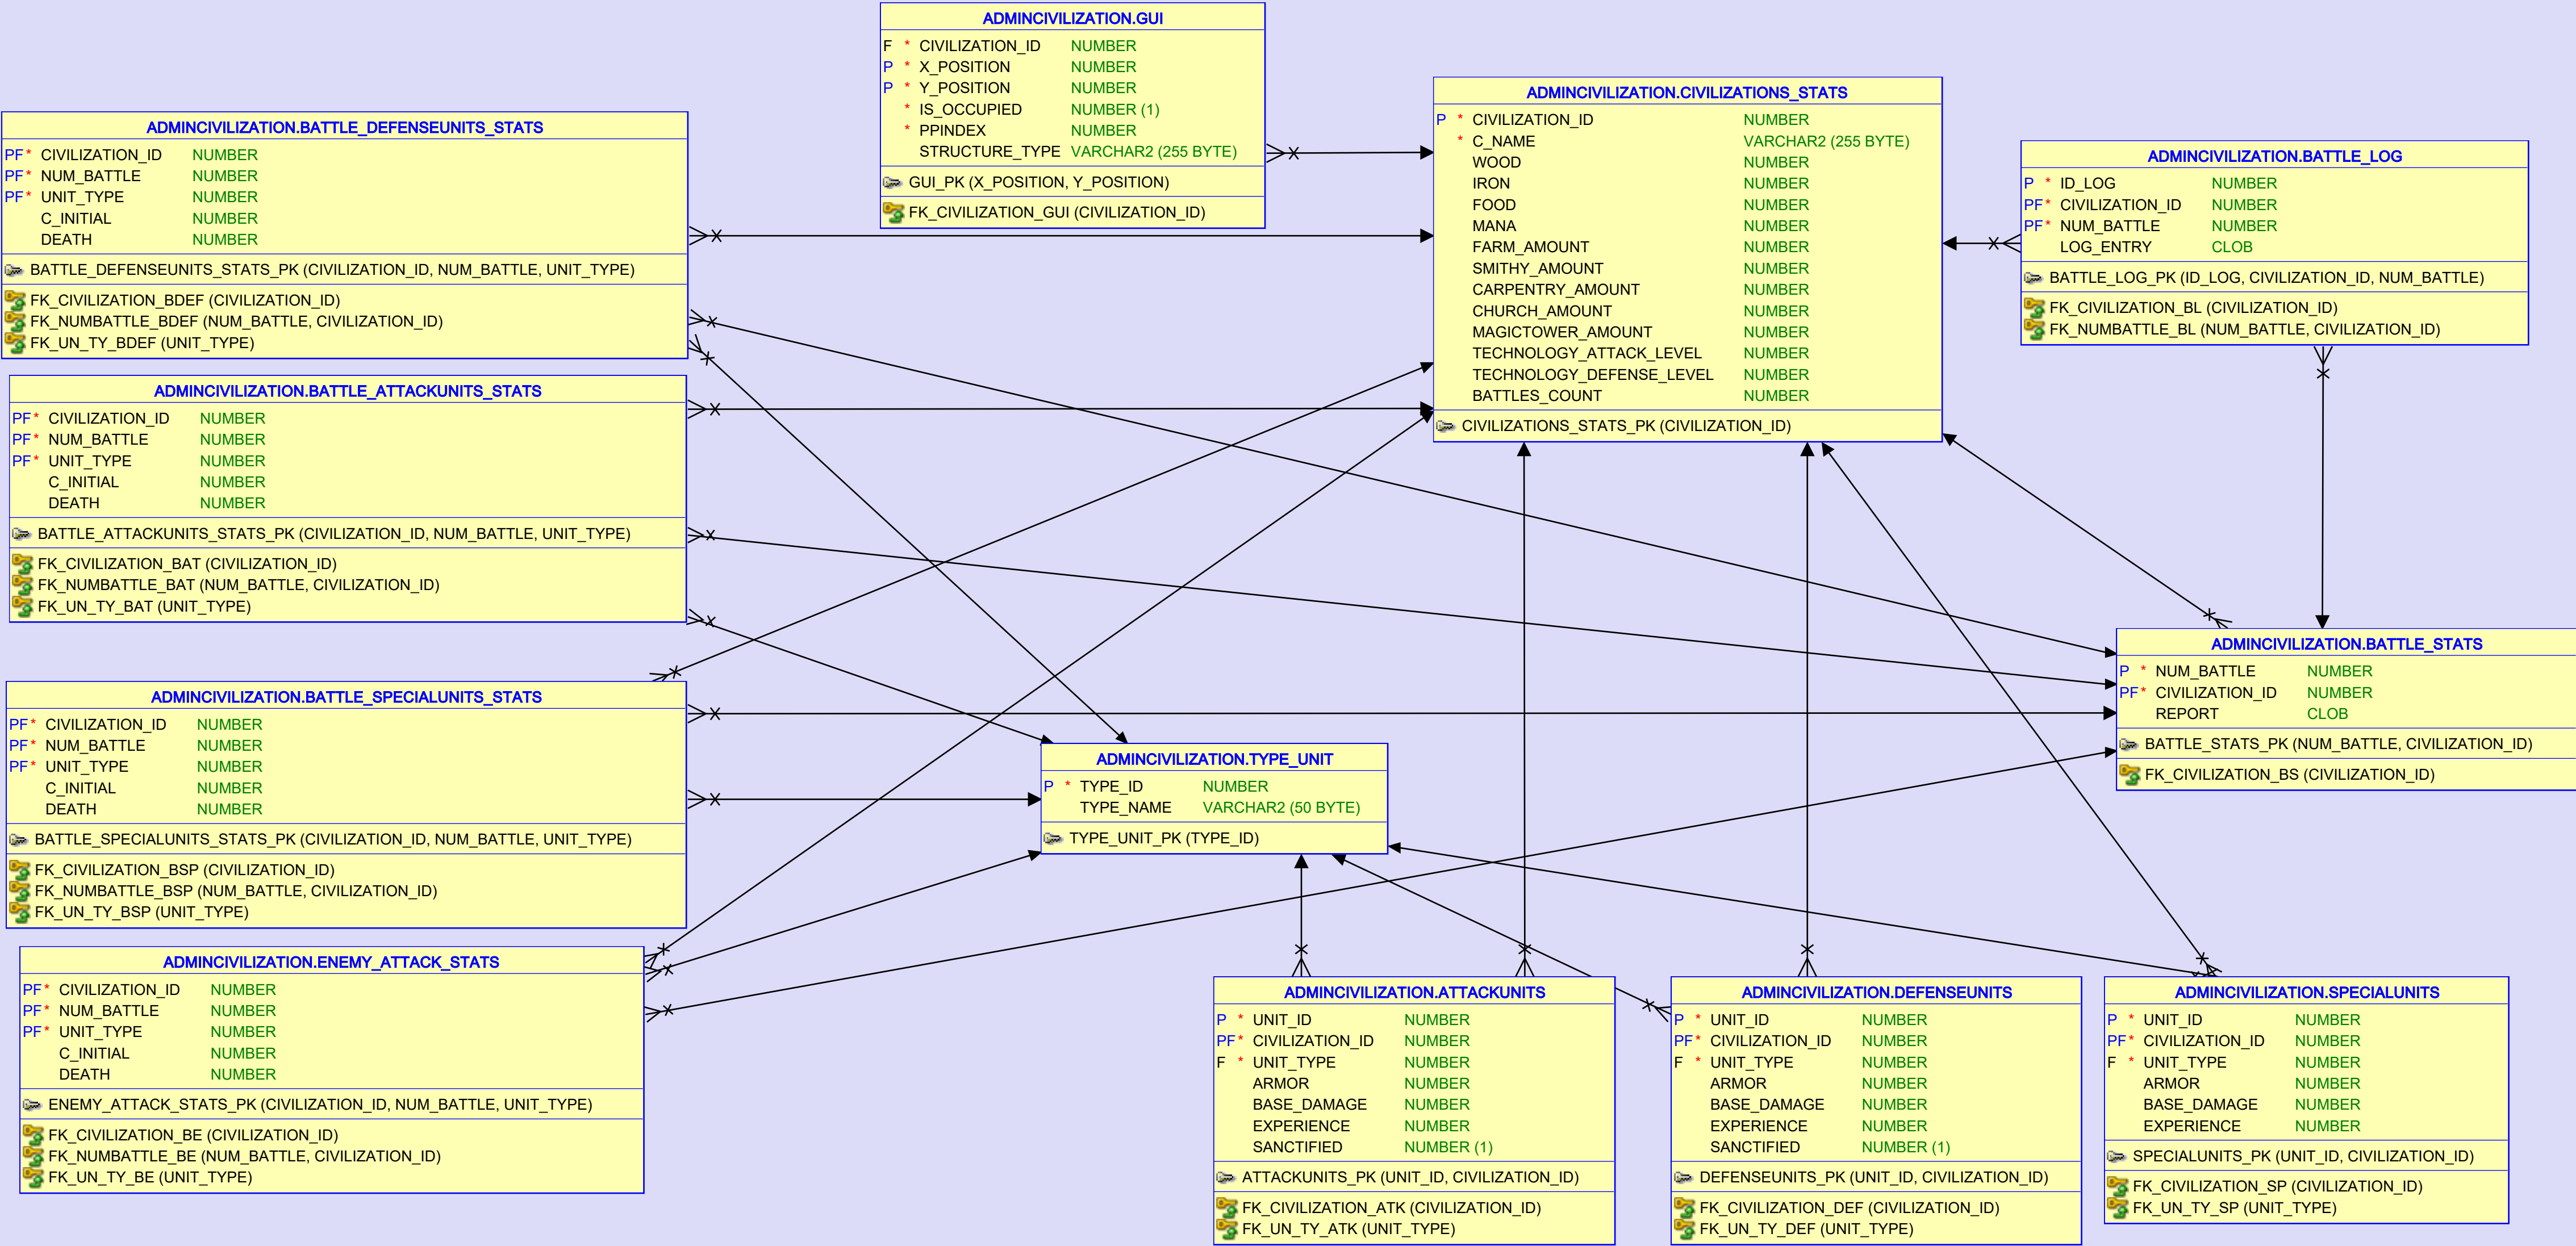 ADMINCIVILIZATION.GUI
F * CIVILIZATION_ID NUMBER
P * X_POSITION NUMBER
P * Y_POSITION NUMBER
* IS_OCCUPIED NUMBER (1)
* PPINDEX NUMBER
STRUCTURE_TYPE VARCHAR2 (255 BYTE)
GUI_PK (X_POSITION, Y_POSITION)
FK_CIVILIZATION_GUI (CIVILIZATION_ID)
ADMINCIVILIZATION.CIVILIZATIONS_STATS
P * CIVILIZATION_ID NUMBER
* C_NAME VARCHAR2 (255 BYTE)
WOOD NUMBER
IRON NUMBER
FOOD NUMBER
MANA NUMBER
FARM_AMOUNT NUMBER
SMITHY_AMOUNT NUMBER
CARPENTRY_AMOUNT NUMBER
CHURCH_AMOUNT NUMBER
MAGICTOWER_AMOUNT NUMBER
TECHNOLOGY_ATTACK_LEVEL NUMBER
TECHNOLOGY_DEFENSE_LEVEL NUMBER
BATTLES_COUNT NUMBER
CIVILIZATIONS_STATS_PK (CIVILIZATION_ID)
ADMINCIVILIZATION.BATTLE_LOG
P * ID_LOG NUMBER
PF* CIVILIZATION_ID NUMBER
PF* NUM_BATTLE NUMBER
LOG_ENTRY CLOB
BATTLE_LOG_PK (ID_LOG, CIVILIZATION_ID, NUM_BATTLE)
FK_CIVILIZATION_BL (CIVILIZATION_ID)
FK_NUMBATTLE_BL (NUM_BATTLE, CIVILIZATION_ID)
ADMINCIVILIZATION.BATTLE_DEFENSEUNITS_STATS
PF* CIVILIZATION_ID NUMBER
PF* NUM_BATTLE NUMBER
PF* UNIT_TYPE NUMBER
C_INITIAL NUMBER
DEATH NUMBER
BATTLE_DEFENSEUNITS_STATS_PK (CIVILIZATION_ID, NUM_BATTLE, UNIT_TYPE)
FK_CIVILIZATION_BDEF (CIVILIZATION_ID)
FK_NUMBATTLE_BDEF (NUM_BATTLE, CIVILIZATION_ID)
FK_UN_TY_BDEF (UNIT_TYPE)
ADMINCIVILIZATION.BATTLE_ATTACKUNITS_STATS
PF* CIVILIZATION_ID NUMBER
PF* NUM_BATTLE NUMBER
PF* UNIT_TYPE NUMBER
C_INITIAL NUMBER
DEATH NUMBER
BATTLE_ATTACKUNITS_STATS_PK (CIVILIZATION_ID, NUM_BATTLE, UNIT_TYPE)
FK_CIVILIZATION_BAT (CIVILIZATION_ID)
FK_NUMBATTLE_BAT (NUM_BATTLE, CIVILIZATION_ID)
FK_UN_TY_BAT (UNIT_TYPE)
ADMINCIVILIZATION.BATTLE_STATS
P * NUM_BATTLE NUMBER
PF* CIVILIZATION_ID NUMBER
REPORT CLOB
BATTLE_STATS_PK (NUM_BATTLE, CIVILIZATION_ID)
FK_CIVILIZATION_BS (CIVILIZATION_ID)
ADMINCIVILIZATION.BATTLE_SPECIALUNITS_STATS
PF* CIVILIZATION_ID NUMBER
PF* NUM_BATTLE NUMBER
PF* UNIT_TYPE NUMBER
C_INITIAL NUMBER
DEATH NUMBER
BATTLE_SPECIALUNITS_STATS_PK (CIVILIZATION_ID, NUM_BATTLE, UNIT_TYPE)
FK_CIVILIZATION_BSP (CIVILIZATION_ID)
FK_NUMBATTLE_BSP (NUM_BATTLE, CIVILIZATION_ID)
FK_UN_TY_BSP (UNIT_TYPE)
ADMINCIVILIZATION.TYPE_UNIT
P * TYPE_ID NUMBER
TYPE_NAME VARCHAR2 (50 BYTE)
TYPE_UNIT_PK (TYPE_ID)
ADMINCIVILIZATION.ENEMY_ATTACK_STATS
PF* CIVILIZATION_ID NUMBER
PF* NUM_BATTLE NUMBER
PF* UNIT_TYPE NUMBER
C_INITIAL NUMBER
DEATH NUMBER
ENEMY_ATTACK_STATS_PK (CIVILIZATION_ID, NUM_BATTLE, UNIT_TYPE)
FK_CIVILIZATION_BE (CIVILIZATION_ID)
FK_NUMBATTLE_BE (NUM_BATTLE, CIVILIZATION_ID)
FK_UN_TY_BE (UNIT_TYPE)
ADMINCIVILIZATION.ATTACKUNITS
P * UNIT_ID NUMBER
PF* CIVILIZATION_ID NUMBER
F * UNIT_TYPE NUMBER
ARMOR NUMBER
BASE_DAMAGE NUMBER
EXPERIENCE NUMBER
SANCTIFIED NUMBER (1)
ATTACKUNITS_PK (UNIT_ID, CIVILIZATION_ID)
FK_CIVILIZATION_ATK (CIVILIZATION_ID)
FK_UN_TY_ATK (UNIT_TYPE)
ADMINCIVILIZATION.DEFENSEUNITS
P * UNIT_ID NUMBER
PF* CIVILIZATION_ID NUMBER
F * UNIT_TYPE NUMBER
ARMOR NUMBER
BASE_DAMAGE NUMBER
EXPERIENCE NUMBER
SANCTIFIED NUMBER (1)
DEFENSEUNITS_PK (UNIT_ID, CIVILIZATION_ID)
FK_CIVILIZATION_DEF (CIVILIZATION_ID)
FK_UN_TY_DEF (UNIT_TYPE)
ADMINCIVILIZATION.SPECIALUNITS
P * UNIT_ID NUMBER
PF* CIVILIZATION_ID NUMBER
F * UNIT_TYPE NUMBER
ARMOR NUMBER
BASE_DAMAGE NUMBER
EXPERIENCE NUMBER
SPECIALUNITS_PK (UNIT_ID, CIVILIZATION_ID)
FK_CIVILIZATION_SP (CIVILIZATION_ID)
FK_UN_TY_SP (UNIT_TYPE)